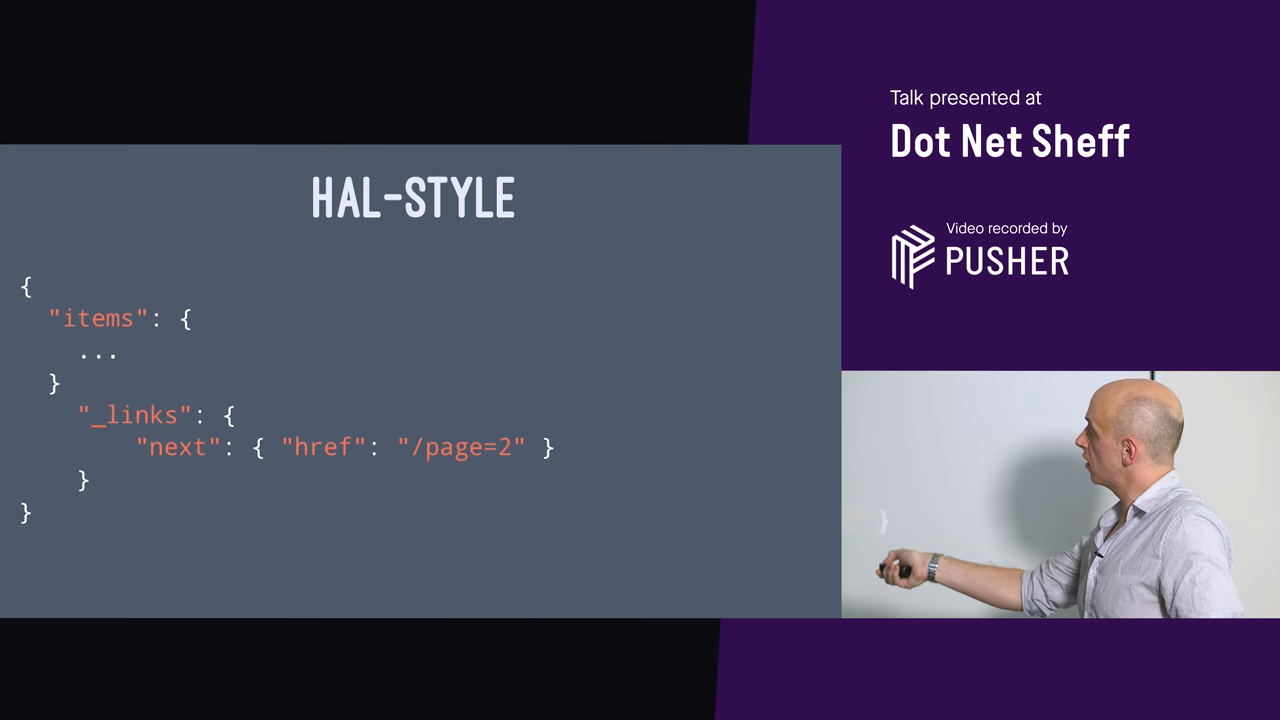 HAL-STYLE
{
"items": {
...
}
"_links": {
"next": { "href": "/page=2" }
}
}
Talk presented at
Dot Net Sheff
Video recorded by
PUSHER